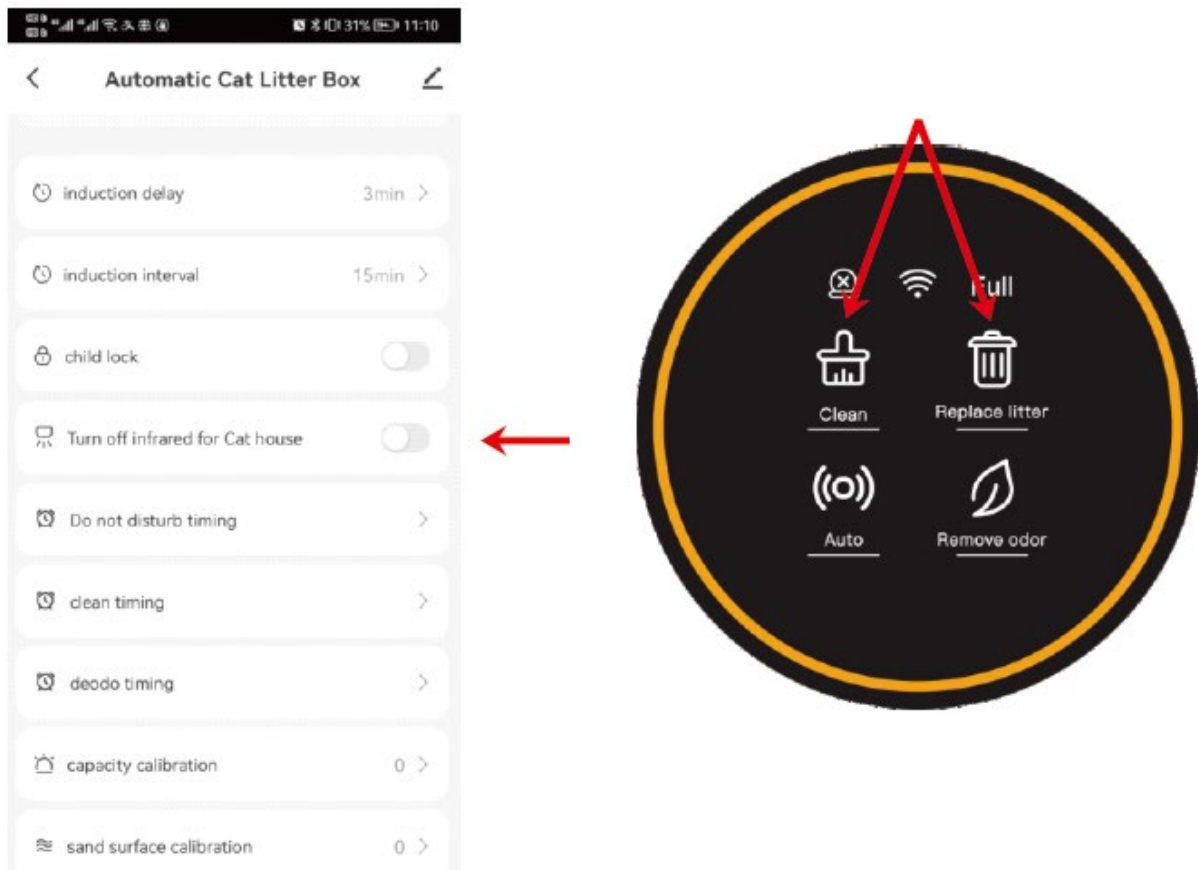 31% 11:10
Automatic Cat Litter Box
induction delay 3min
induction interval 15min
child lock
Turn off infrared for Cat house
Do not disturb timing
clean timing
deodo timing
capacity calibration 0
sand surface calibration 0
Full
Clean Replace litter
Auto Remove odor